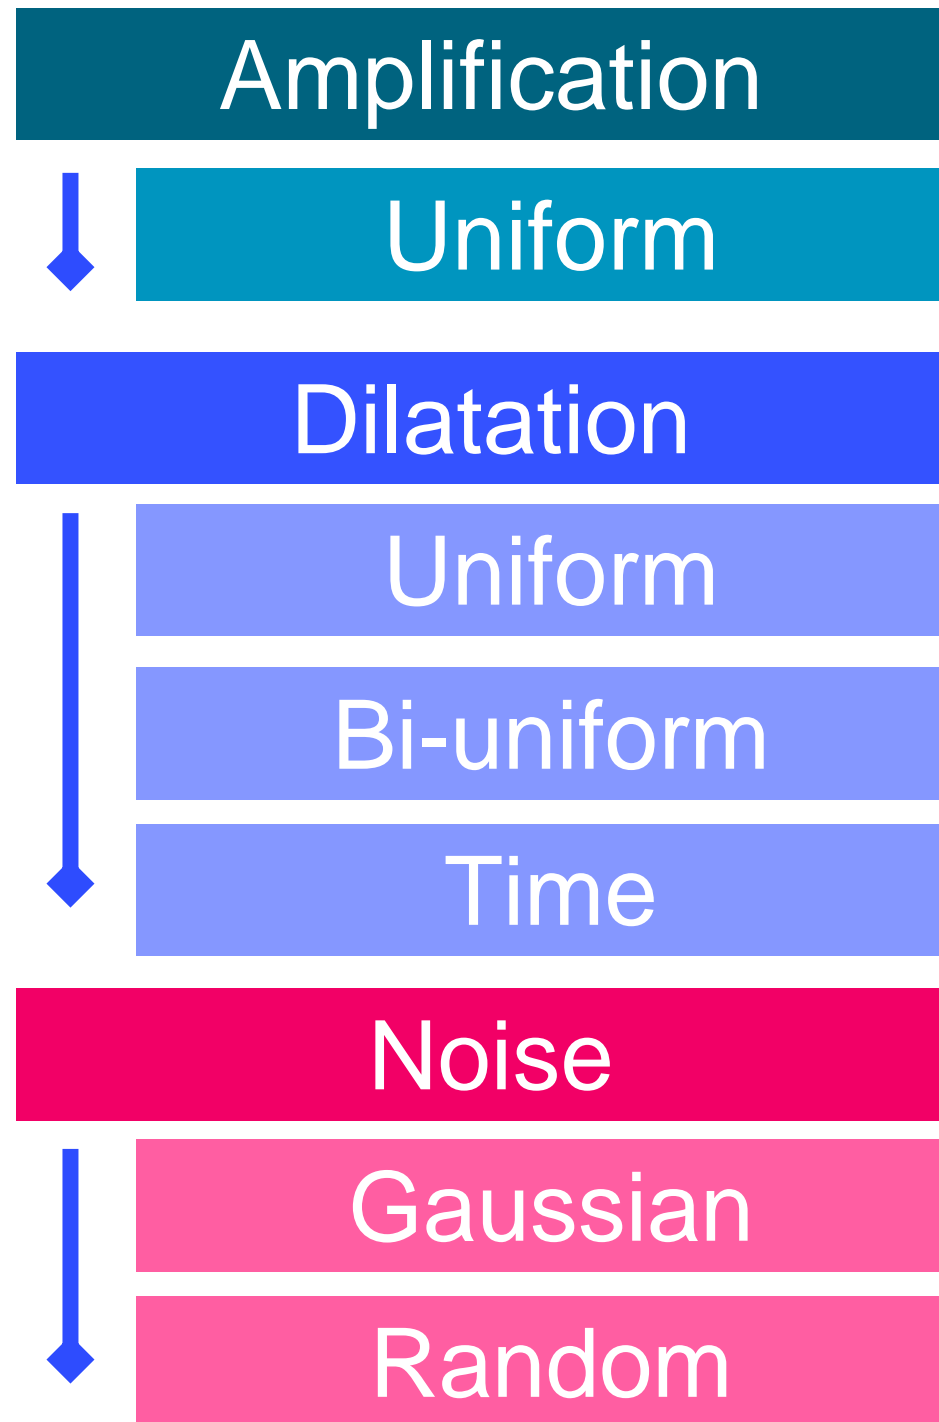 Amplification
Uniform
Dilatation
Uniform
Bi-uniform
Time
Noise
Gaussian
Random